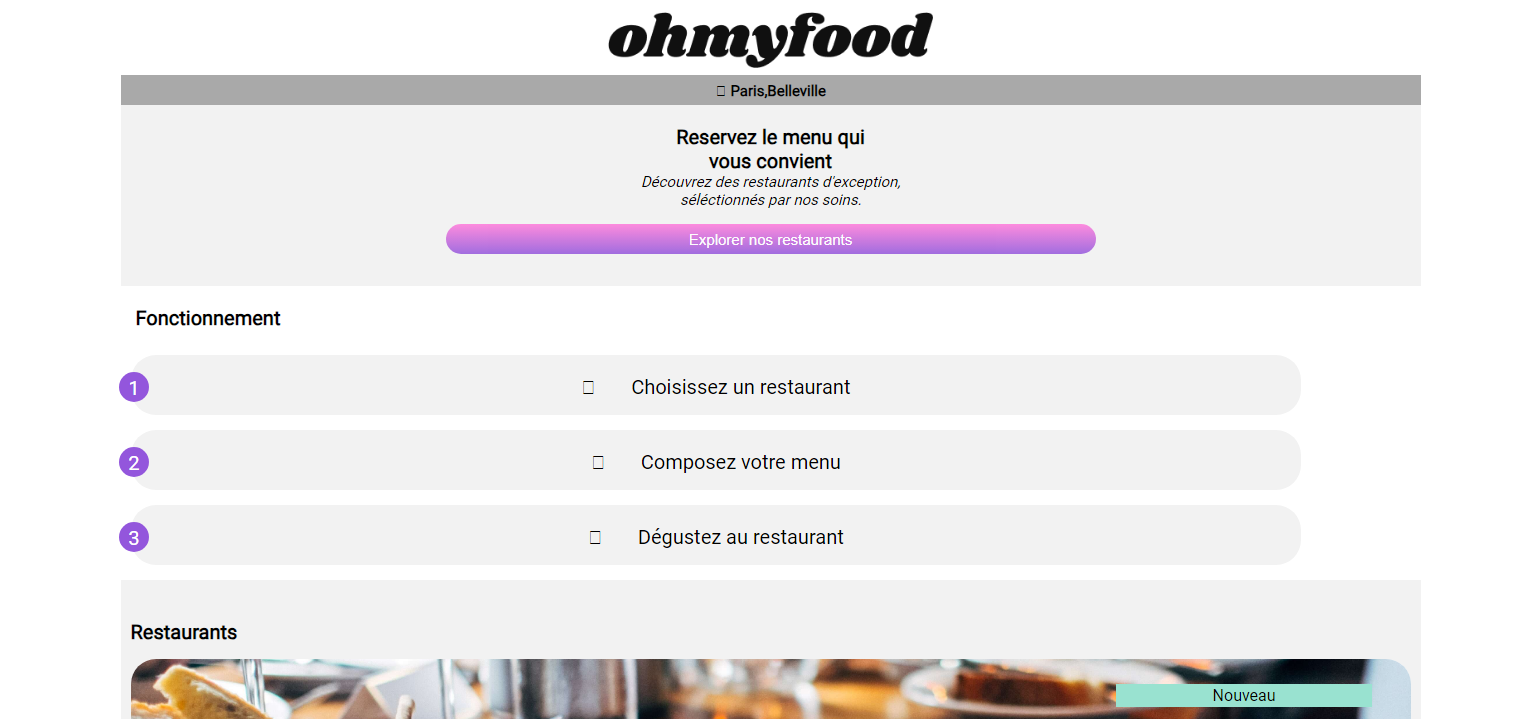 ohmyfood
Paris,Belleville
Reservez le menu qui
vous convient
Découvrez des restaurants d'exception,
séléctionnés par nos soins.
Explorer nos restaurants
Fonctionnement
1 Choisissez un restaurant
2 Composez votre menu
3 Dégustez au restaurant
Restaurants
Nouveau